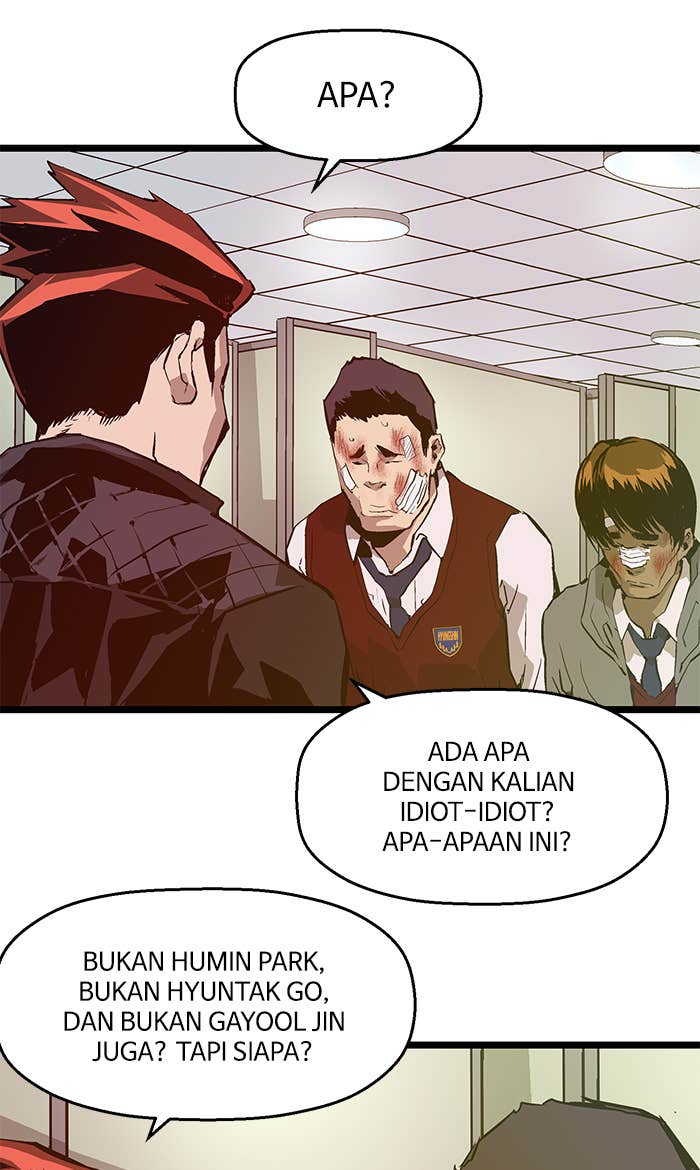 APA?
HYUNGSHIN
ADA APA
DENGAN KALIAN
IDIOT-IDIOT?
APA-APAAN INI?
BUKAN HUMIN PARK,
BUKAN HYUNTAK GO,
DAN BUKAN GAYOOL JIN
JUGA? TAPI SIAPA?